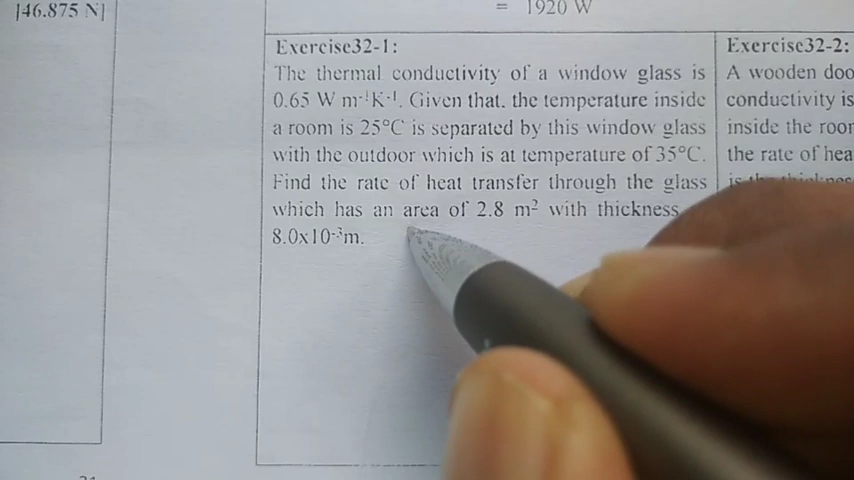 [46.875 N]
= 1920 W
Exercise32-1:
The thermal conductivity of a window glass is
0.65 W m⁻¹K⁻¹. Given that. the temperature inside
a room is 25°C is separated by this window glass
with the outdoor which is at temperature of 35°C.
Find the rate of heat transfer through the glass
which has an area of 2.8 m² with thickness
8.0x10⁻³m.
Exercise32-2:
A wooden doo
conductivity is
inside the roor
the rate of hea